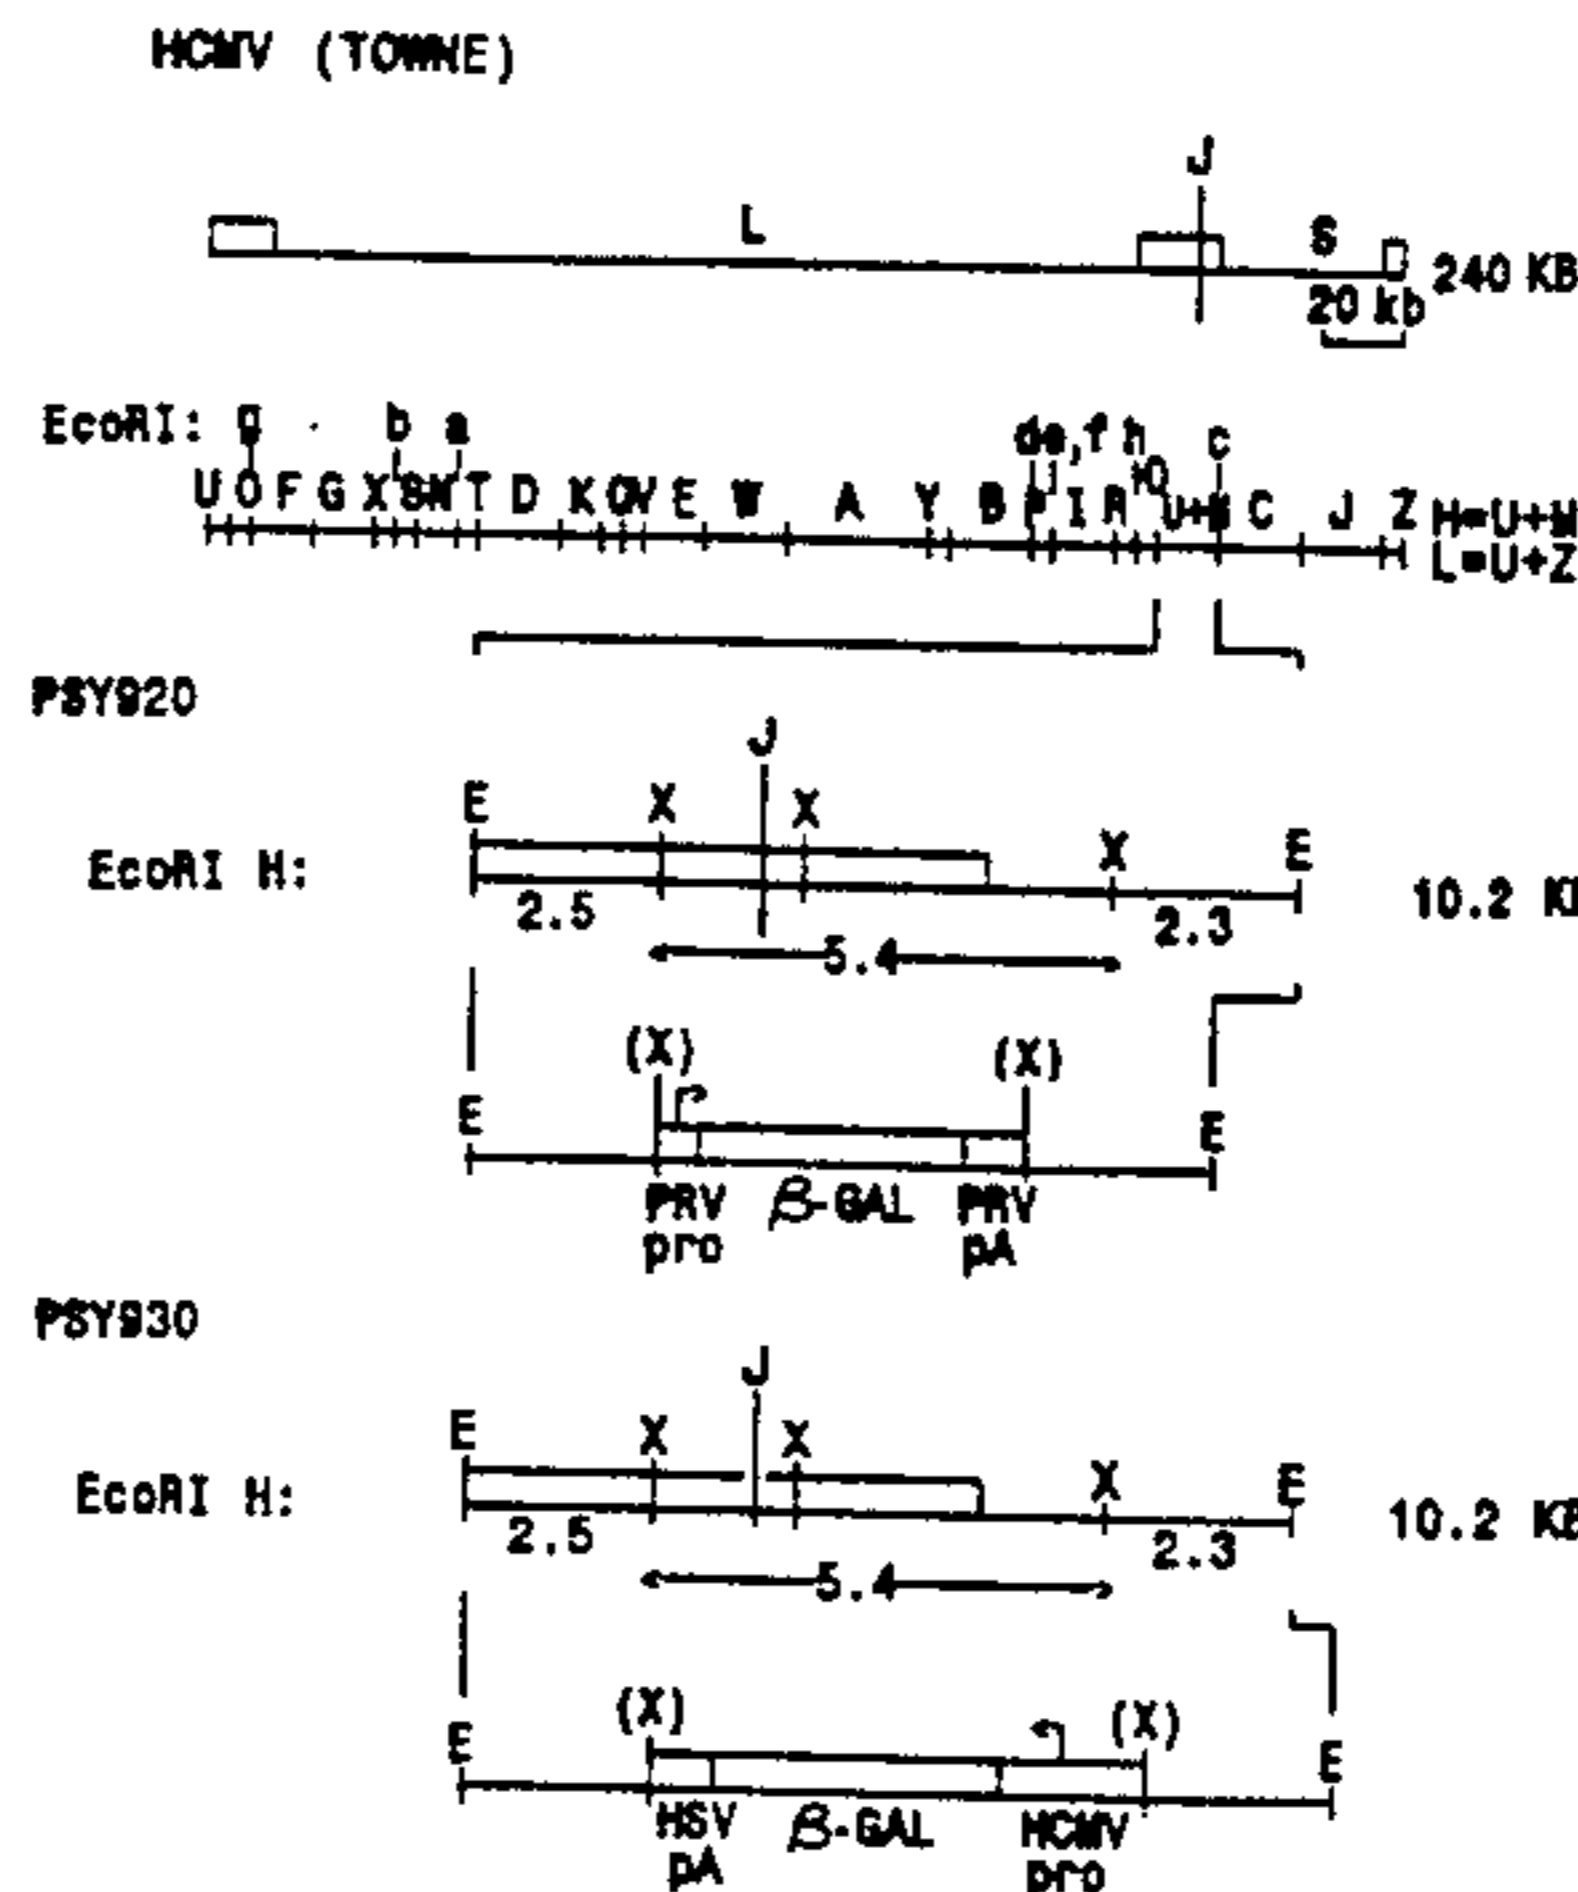 HCMV (TOWNE)
J
L
S
240 KB
20 kb
EcoRI: g b a d e,f h c
U O F G X S N T D K Q V E W A Y B P I R U+M C J Z H=U+M
L=U+Z
PSY920
J
E X X X E
EcoRI H:
2.5 2.3 10.2
5.4
(X) (X)
E E
PRV β-GAL PRV
pro pA
PSY930
J
E X X X E
EcoRI H:
2.5 2.3 10.2 KB
5.4
(X) (X)
E E
HSV β-GAL HCMV
pA pro